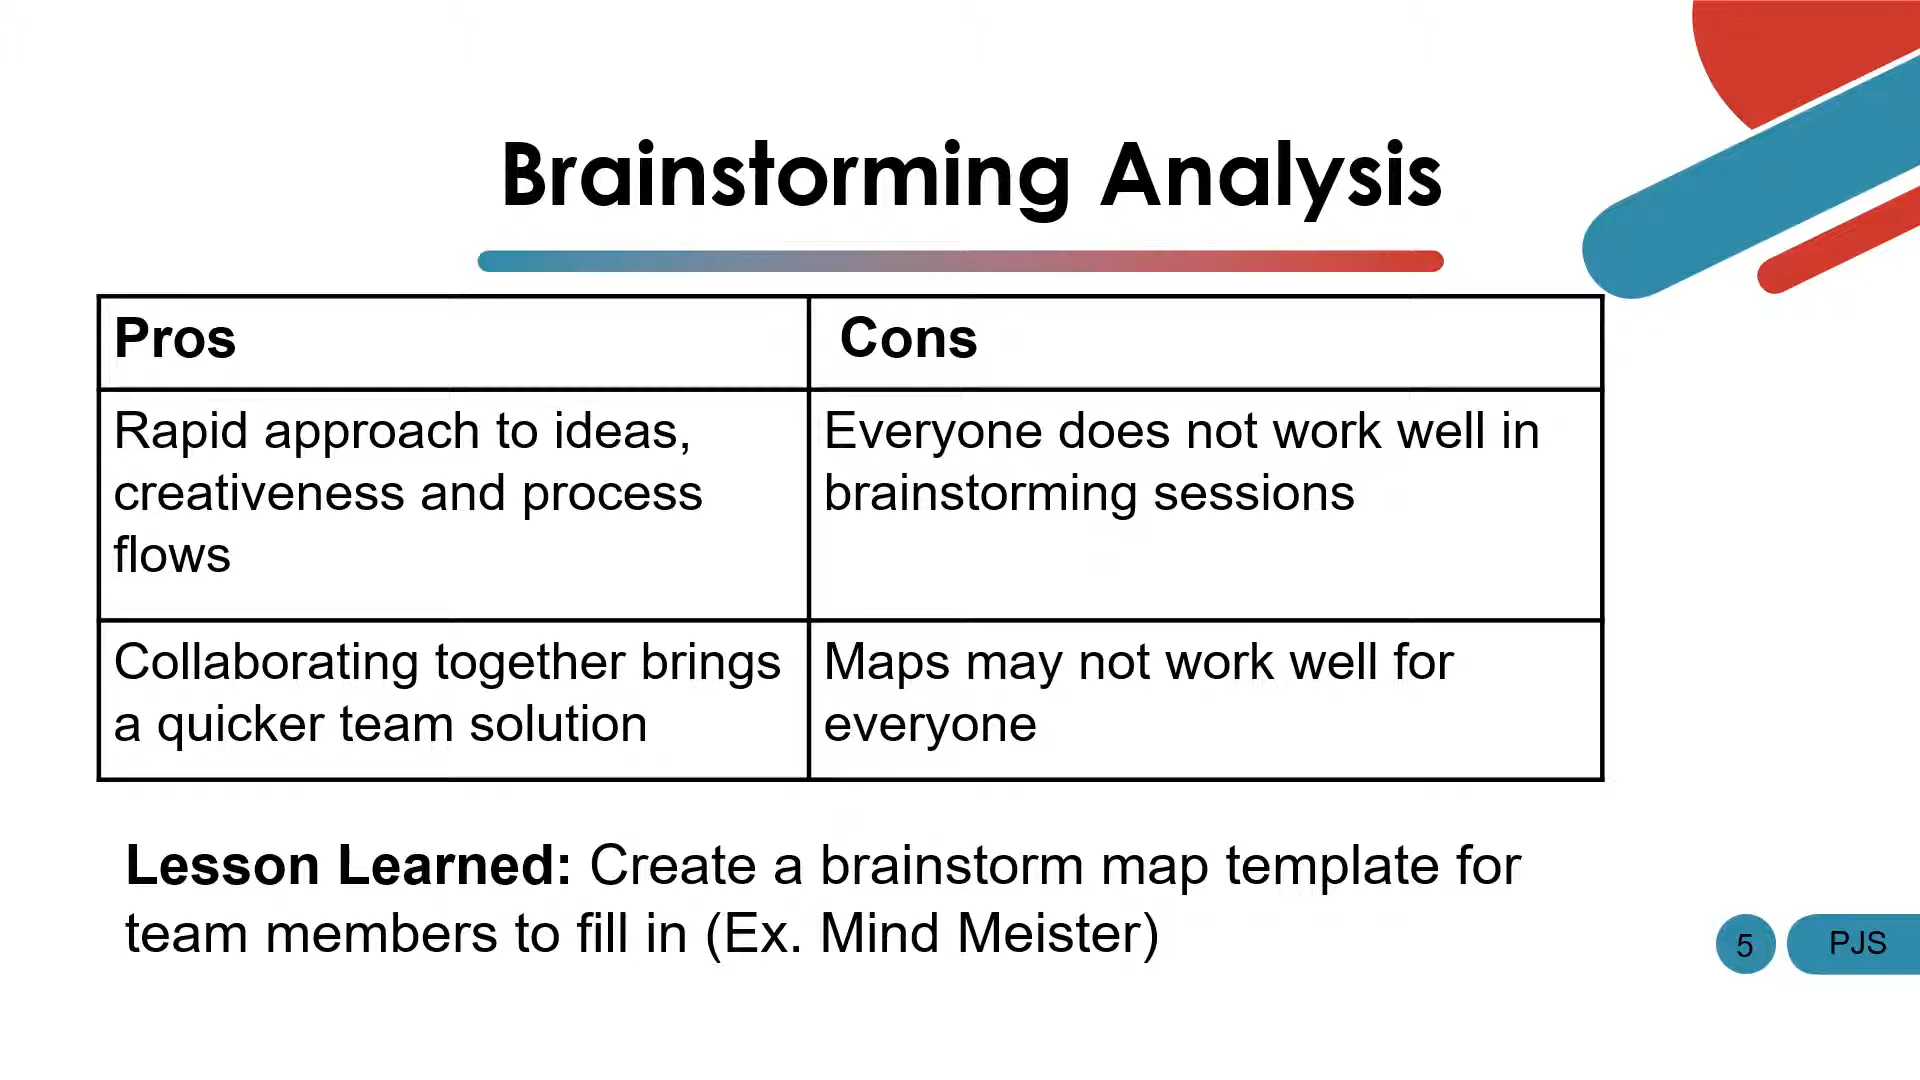 Brainstorming Analysis
Pros
Cons
Rapid approach to ideas,
creativeness and process
flows
Everyone does not work well in
brainstorming sessions
Collaborating together brings
a quicker team solution
Maps may not work well for
everyone
Lesson Learned: Create a brainstorm map template for
team members to fill in (Ex. Mind Meister)
5
PJS